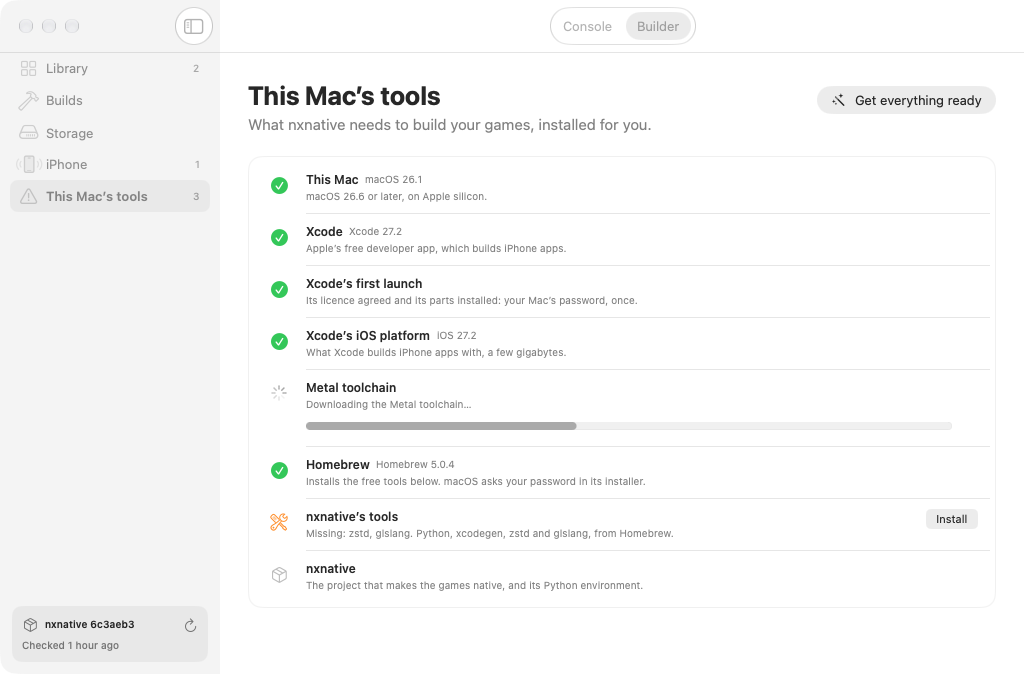 Console
Builder
Library
2
Builds
Storage
iPhone
1
This Mac’s tools
3
nxnative 6c3aeb3
Checked 1 hour ago
This Mac’s tools
What nxnative needs to build your games, installed for you.
Get everything ready
This Mac macOS 26.1
macOS 26.6 or later, on Apple silicon.
Xcode Xcode 27.2
Apple’s free developer app, which builds iPhone apps.
Xcode’s first launch
Its licence agreed and its parts installed: your Mac’s password, once.
Xcode’s iOS platform iOS 27.2
What Xcode builds iPhone apps with, a few gigabytes.
Metal toolchain
Downloading the Metal toolchain…
Homebrew Homebrew 5.0.4
Installs the free tools below. macOS asks your password in its installer.
nxnative’s tools
Missing: zstd, glslang. Python, xcodegen, zstd and glslang, from Homebrew.
Install
nxnative
The project that makes the games native, and its Python environment.